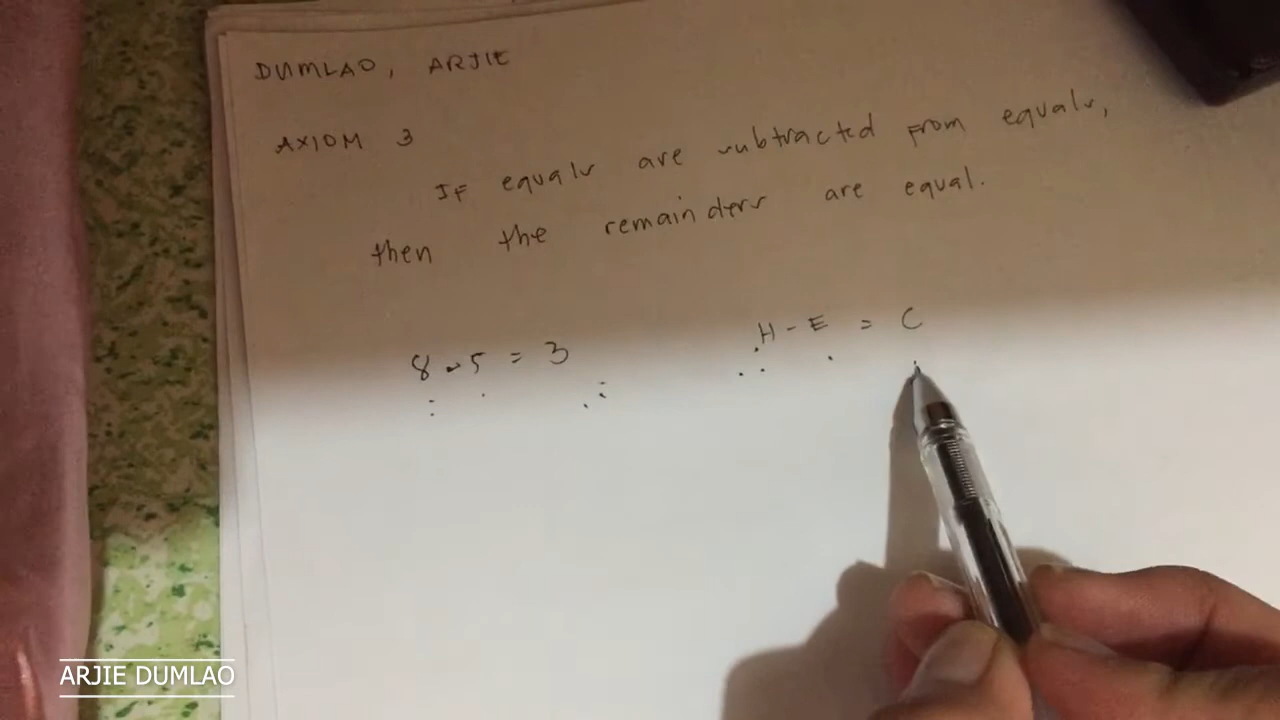 DUMLAO, ARJIE
AXIOM 3
IF equals are subtracted from equals,
then the remainders are equal.
8 - 5 = 3
H - E = C
ARJIE DUMLAO